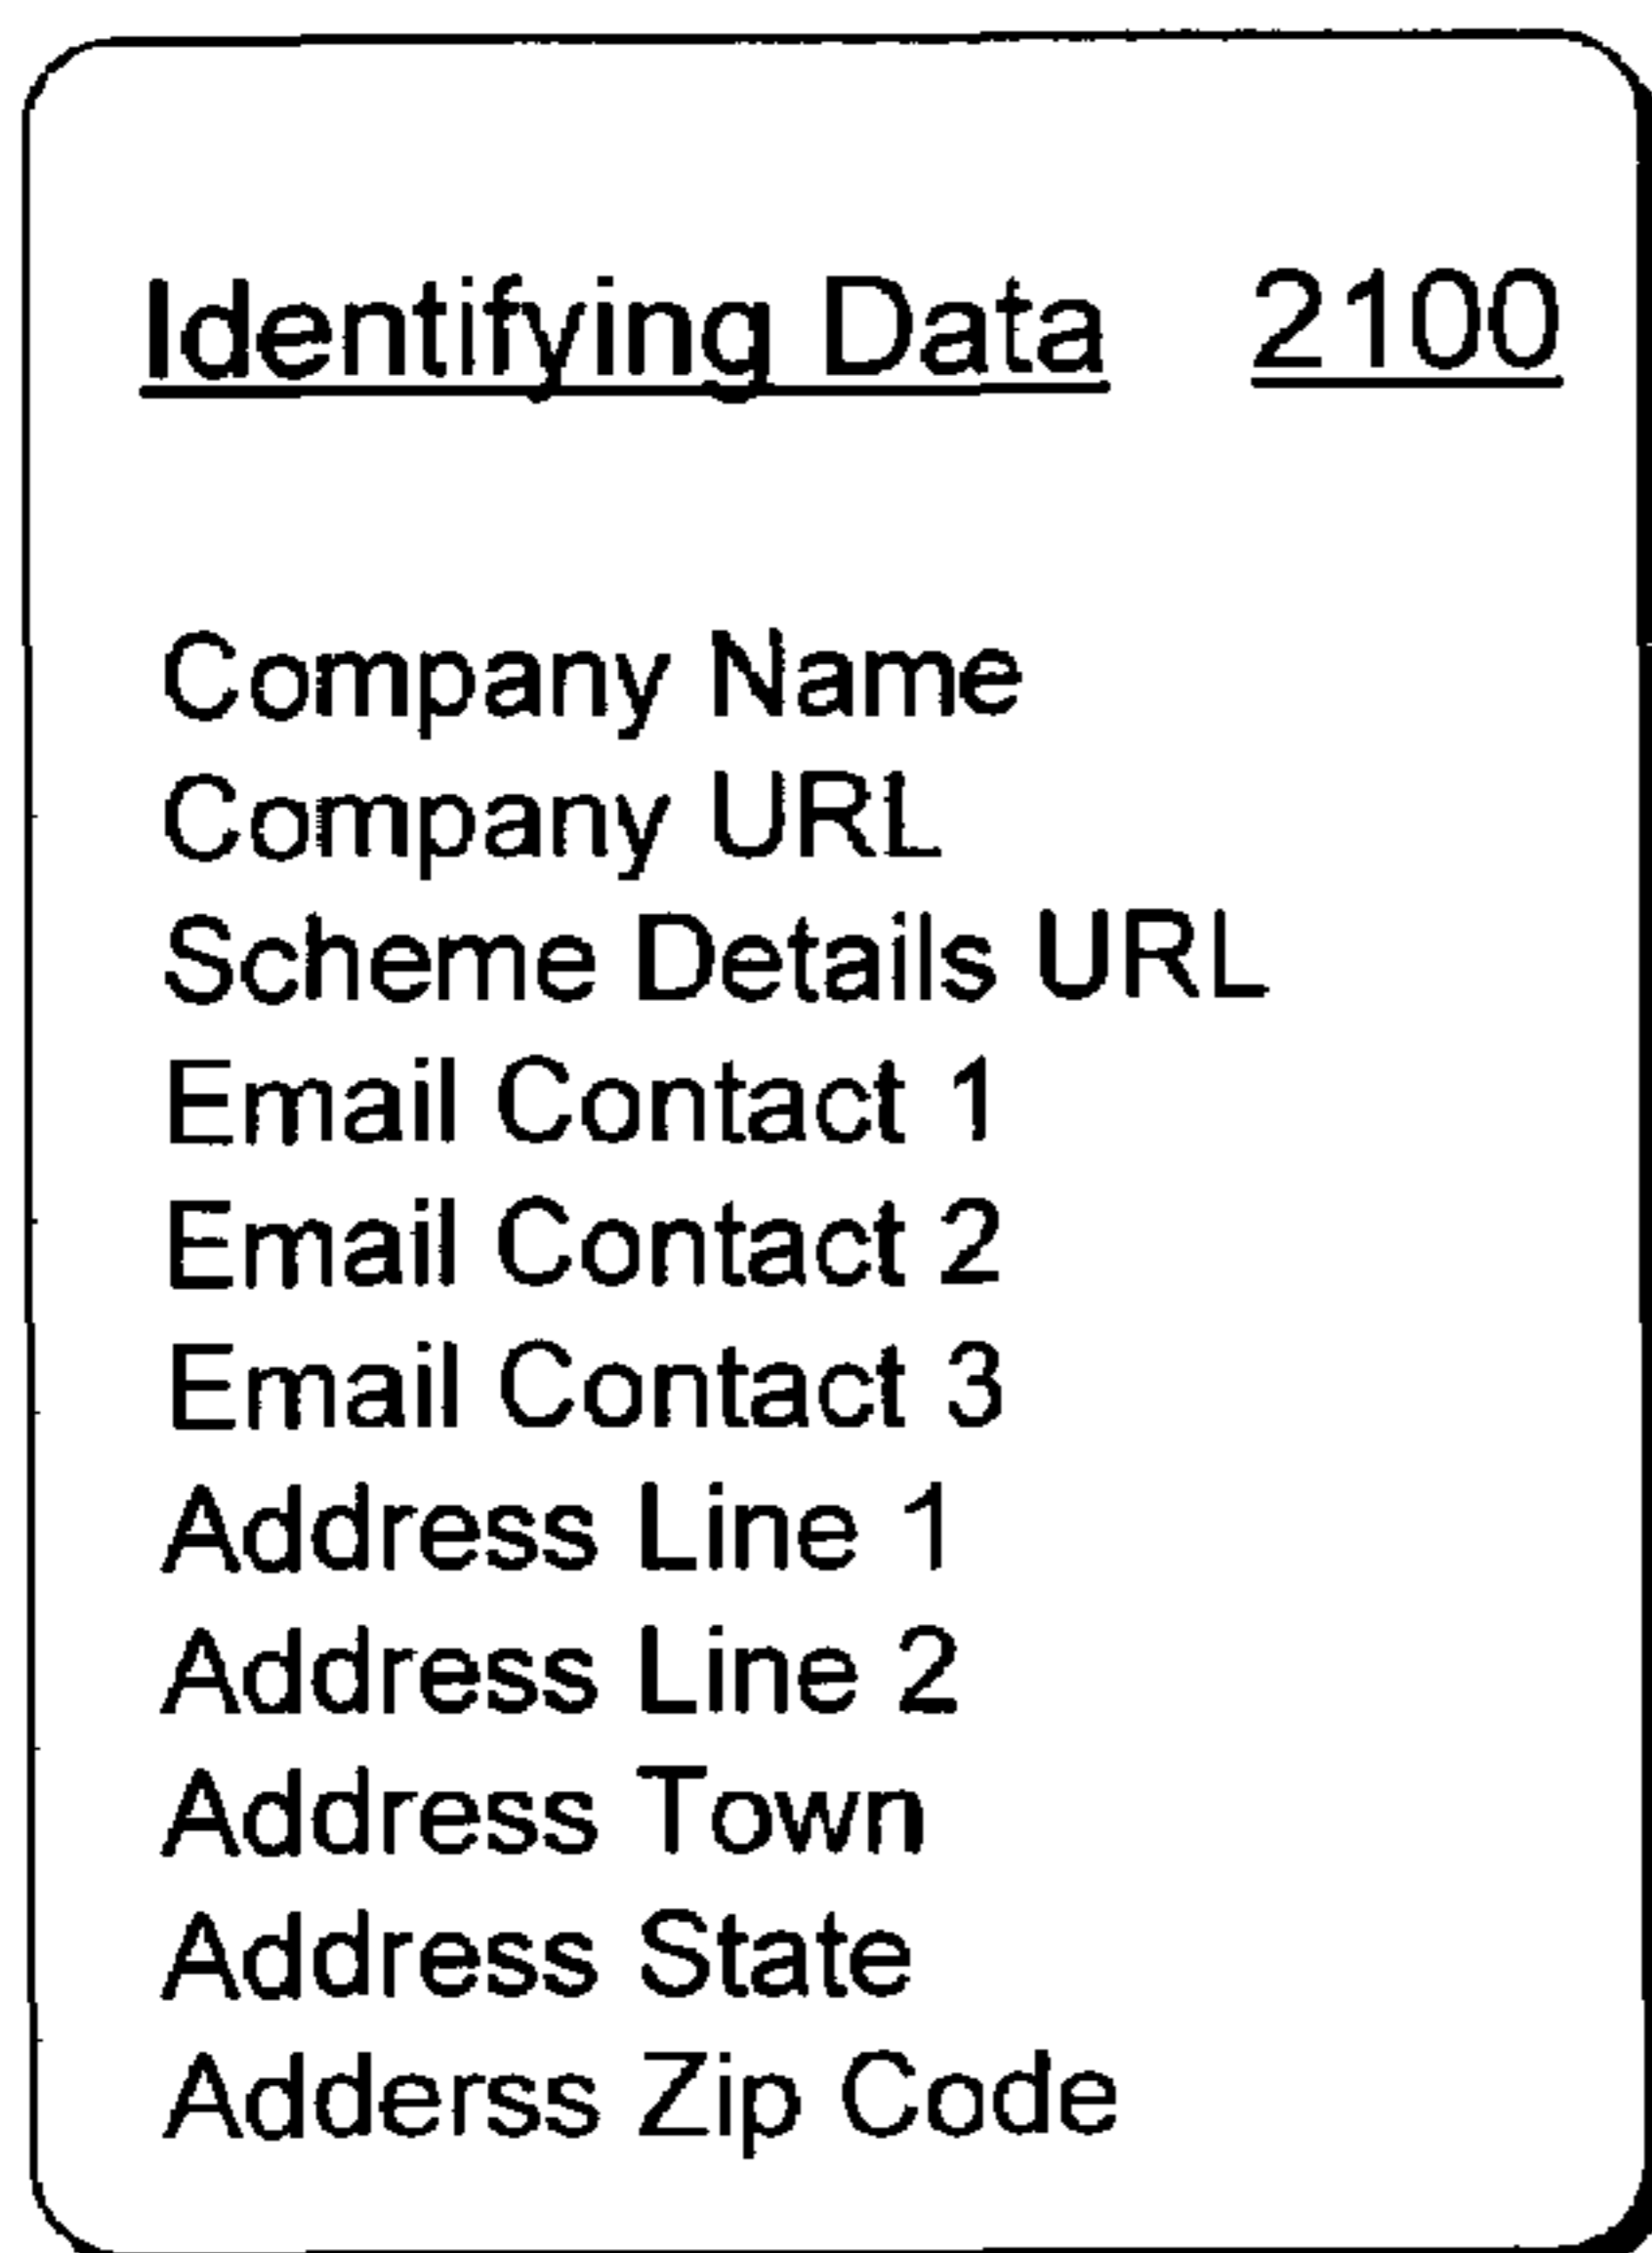 Identifying Data 2100
Company Name
Company URL
Scheme Details URL
Email Contact 1
Email Contact 2
Email Contact 3
Address Line 1
Address Line 2
Address Town
Address State
Adderss Zip Code